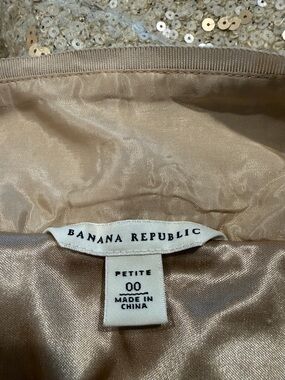 BANANA REPUBLIC
PETITE
00
MADE IN
CHINA